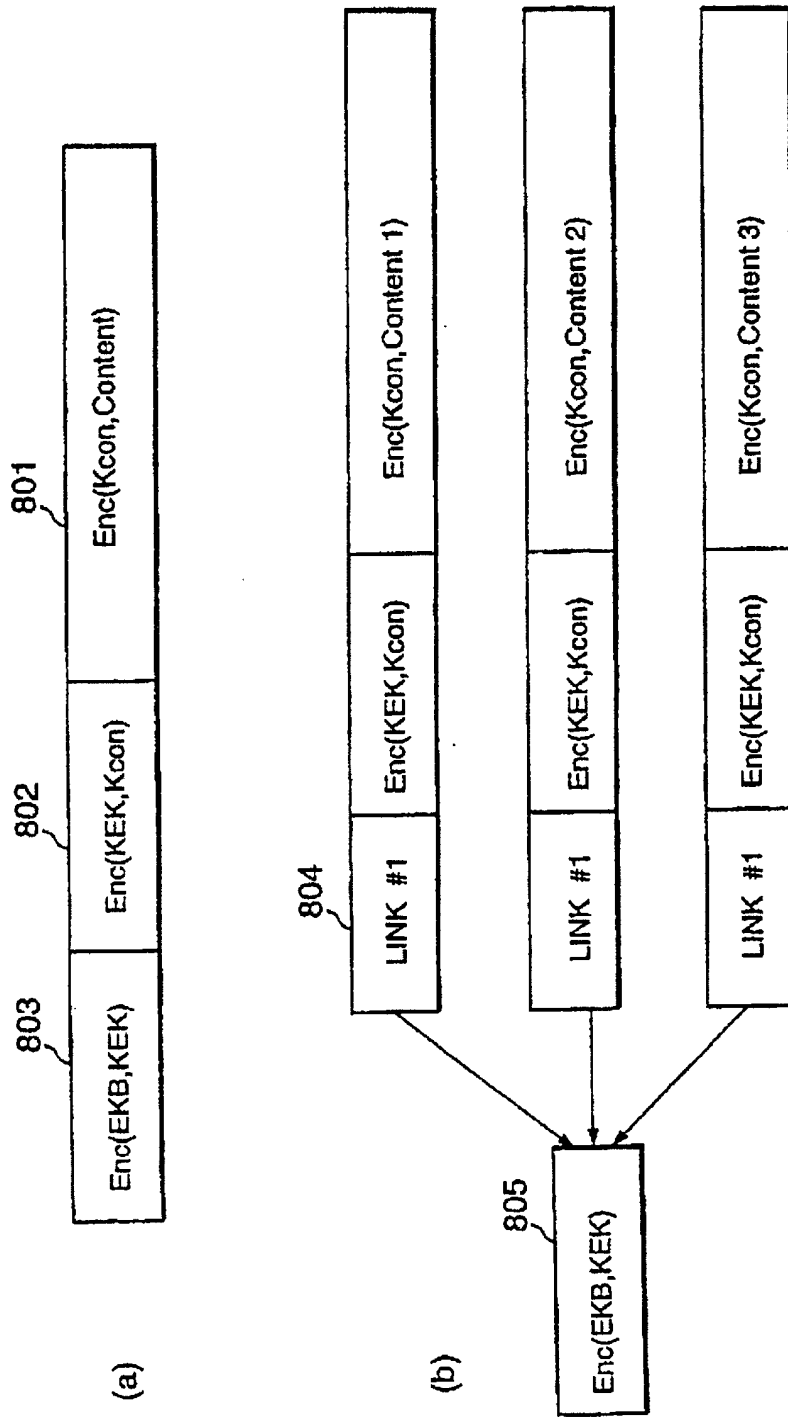 (a)
803
802
801
Enc(EKB,KEK)
Enc(KEK,Kcon)
Enc(Kcon,Content)
(b)
804
LINK #1
Enc(KEK,Kcon)
Enc(Kcon,Content 1)
805
Enc(EKB,KEK)
LINK #1
Enc(KEK,Kcon)
Enc(Kcon,Content 2)
LINK #1
Enc(KEK,Kcon)
Enc(Kcon,Content 3)